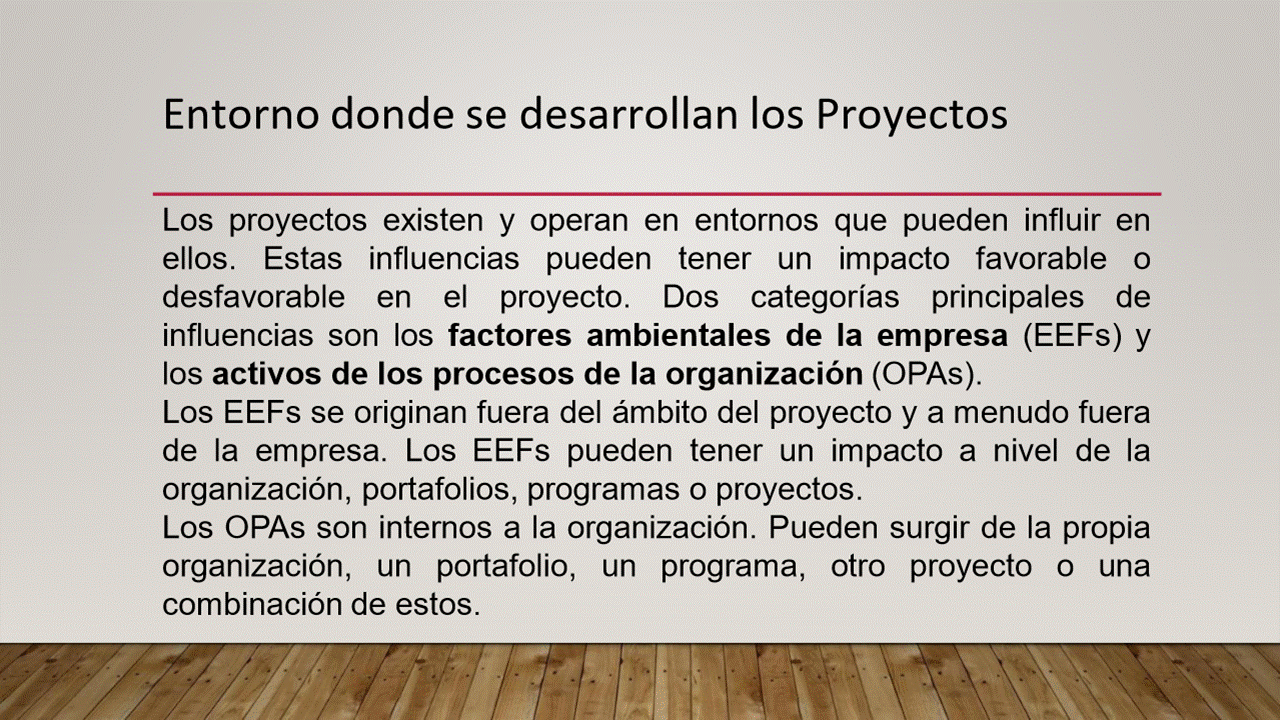 Entorno donde se desarrollan los Proyectos
Los proyectos existen y operan en entornos que pueden influir en
ellos. Estas influencias pueden tener un impacto favorable o
desfavorable en el proyecto. Dos categorías principales de
influencias son los factores ambientales de la empresa (EEFs) y
los activos de los procesos de la organización (OPAs).
Los EEFs se originan fuera del ámbito del proyecto y a menudo fuera
de la empresa. Los EEFs pueden tener un impacto a nivel de la
organización, portafolios, programas o proyectos.
Los OPAs son internos a la organización. Pueden surgir de la propia
organización, un portafolio, un programa, otro proyecto o una
combinación de estos.